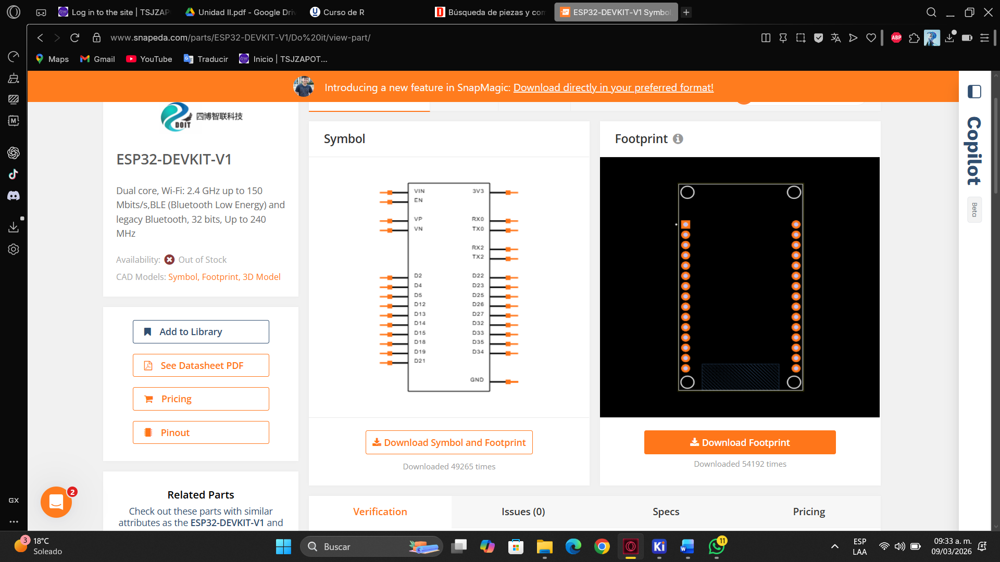 Log in to the site | TSJZAP
Unidad II.pdf - Google Driv
Curso de R
Búsqueda de piezas y com
ESP32-DEVKIT-V1 Symbol
www.snapeda.com/parts/ESP32-DEVKIT-V1/Do%20it/view-part/
ABP
Maps
Gmail
YouTube
Traducir
Inicio | TSJZAPOT...
Introducing a new feature in SnapMagic: Download directly in your preferred format!
DOIT
四博智联科技
ESP32-DEVKIT-V1
Dual core, Wi-Fi: 2.4 GHz up to 150
Mbits/s,BLE (Bluetooth Low Energy) and
legacy Bluetooth, 32 bits, Up to 240
MHz
Availability: Out of Stock
CAD Models: Symbol, Footprint, 3D Model
Add to Library
See Datasheet PDF
Pricing
Pinout
Related Parts
Check out these parts with similar
attributes as the ESP32-DEVKIT-V1 and
Symbol
VIN
EN
VP
VN
D2
D4
D5
D12
D13
D14
D15
D18
D19
D21
3V3
RX0
TX0
RX2
TX2
D22
D23
D25
D26
D27
D32
D33
D35
D34
GND
Download Symbol and Footprint
Downloaded 49265 times
Footprint
Download Footprint
Downloaded 54192 times
Verification
Issues (0)
Specs
Pricing
Copilot
Beta
M
GX
2
3
18°C
Soleado
Buscar
Ki
W
11
ESP
LAA
09:33 a. m.
09/03/2026